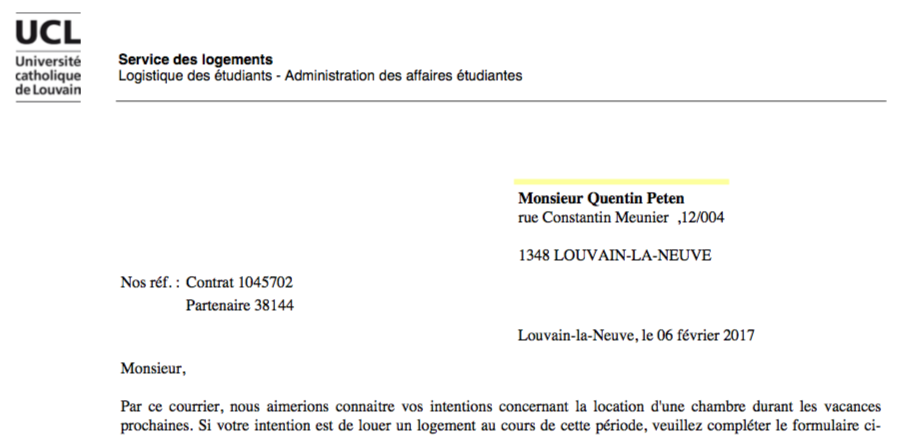 UCL
Université
catholique
de Louvain
Service des logements
Logistique des étudiants - Administration des affaires étudiantes
Monsieur Quentin Peten
rue Constantin Meunier ,12/004
1348 LOUVAIN-LA-NEUVE
Nos réf. : Contrat 1045702
Partenaire 38144
Louvain-la-Neuve, le 06 février 2017
Monsieur,
Par ce courrier, nous aimerions connaitre vos intentions concernant la location d'une chambre durant les vacances
prochaines. Si votre intention est de louer un logement au cours de cette période, veuillez compléter le formulaire ci-